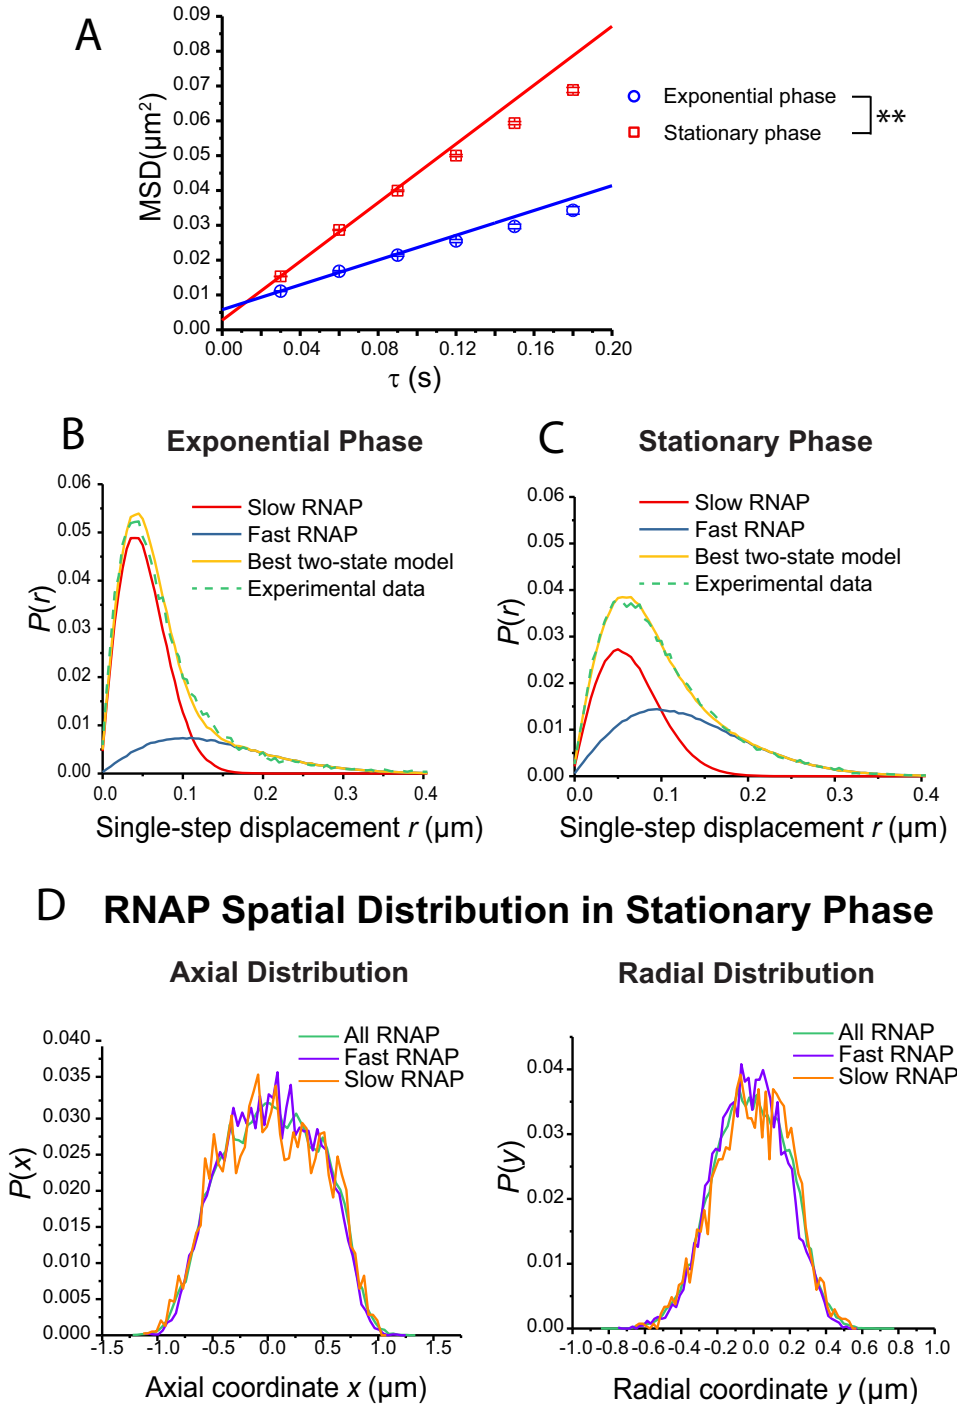 A
0.09
0.08
0.07
0.06
0.05
0.04
0.03
0.02
0.01
0.00
MSD(µm²)
0.00 0.04 0.08 0.12 0.16 0.20
τ (s)
Exponential phase
Stationary phase
**
B Exponential Phase
0.06
0.05
0.04
0.03
0.02
0.01
0.00
P(r)
Slow RNAP
Fast RNAP
Best two-state model
Experimental data
0.0 0.1 0.2 0.3 0.4
Single-step displacement r (µm)
C Stationary Phase
0.06
0.05
0.04
0.03
0.02
0.01
0.00
P(r)
Slow RNAP
Fast RNAP
Best two-state model
Experimental data
0.0 0.1 0.2 0.3 0.4
Single-step displacement r (µm)
D RNAP Spatial Distribution in Stationary Phase
Axial Distribution
0.040
0.035
0.030
0.025
0.020
0.015
0.010
0.005
0.000
P(x)
All RNAP
Fast RNAP
Slow RNAP
-1.5 -1.0 -0.5 0.0 0.5 1.0 1.5
Axial coordinate x (µm)
Radial Distribution
0.04
0.03
0.04
0.01
0.00
P(y)
All RNAP
Fast RNAP
Slow RNAP
-1.0 -0.8 -0.6 -0.4 -0.2 0.0 0.2 0.4 0.6 0.8 1.0
Radial coordinate y (µm)